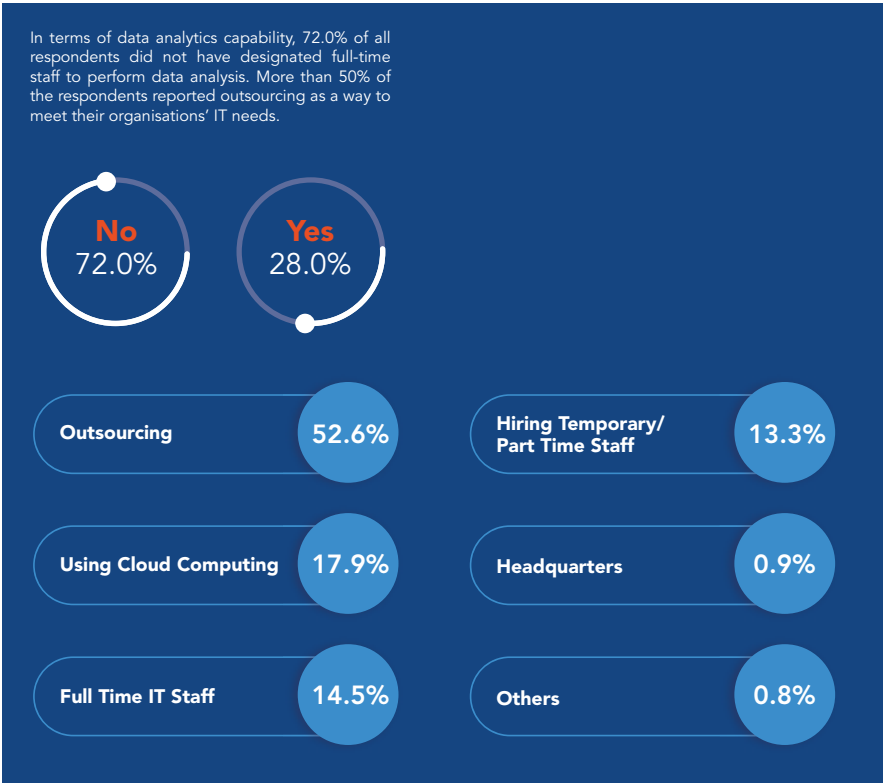 In terms of data analytics capability, 72.0% of all
respondents did not have designated full-time
staff to perform data analysis. More than 50% of
the respondents reported outsourcing as a way to
meet their organisations’ IT needs.
No
72.0%
Yes
28.0%
Outsourcing
52.6%
Hiring Temporary/
Part Time Staff
13.3%
Using Cloud Computing
17.9%
Headquarters
0.9%
Full Time IT Staff
14.5%
Others
0.8%